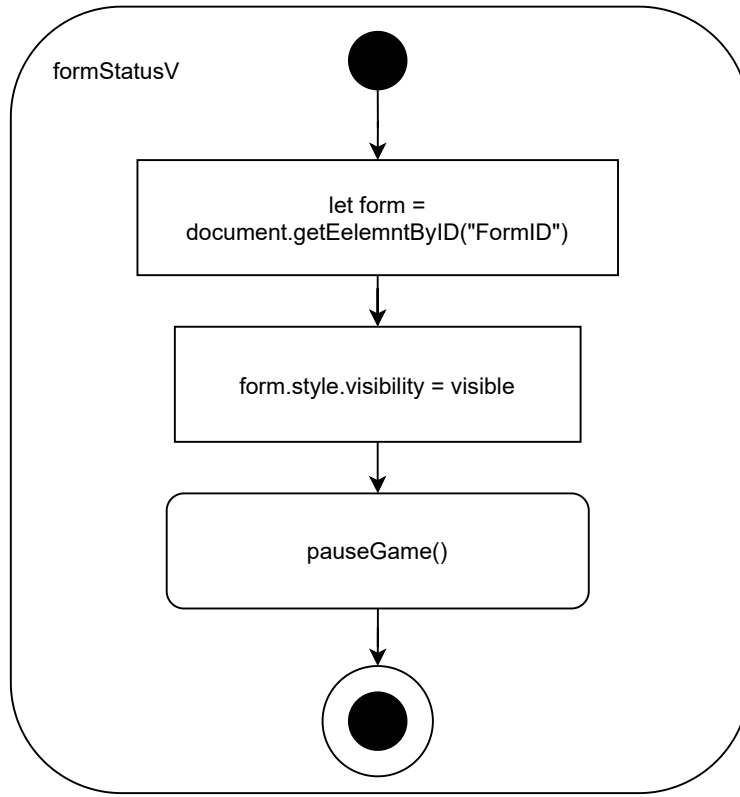 formStatusV
let form =
document.getEelemntByID("FormID")
form.style.visibility = visible
pauseGame()